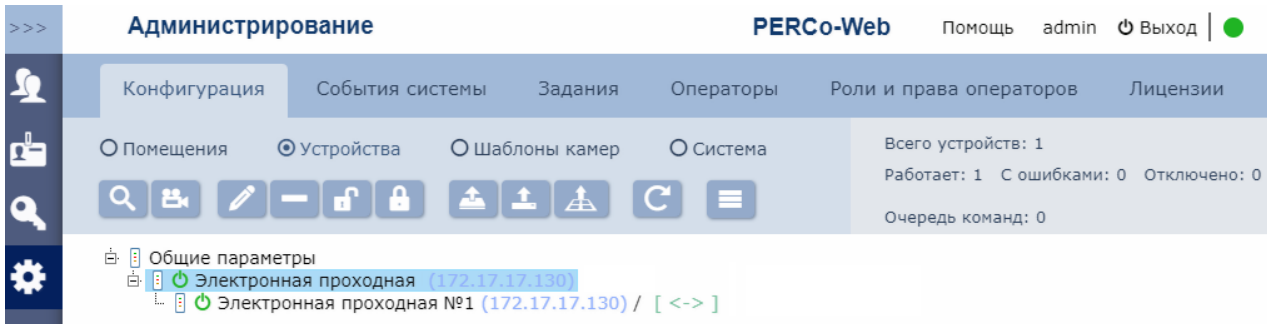 >>> Администрирование PERCo-Web Помощь admin Выход
Конфигурация События системы Задания Операторы Роли и права операторов Лицензии
Помещения Устройства Шаблоны камер Система
Всего устройств: 1
Работает: 1 С ошибками: 0 Отключено: 0
Очередь команд: 0
Общие параметры
Электронная проходная (172.17.17.130)
Электронная проходная №1 (172.17.17.130) / [ <-> ]